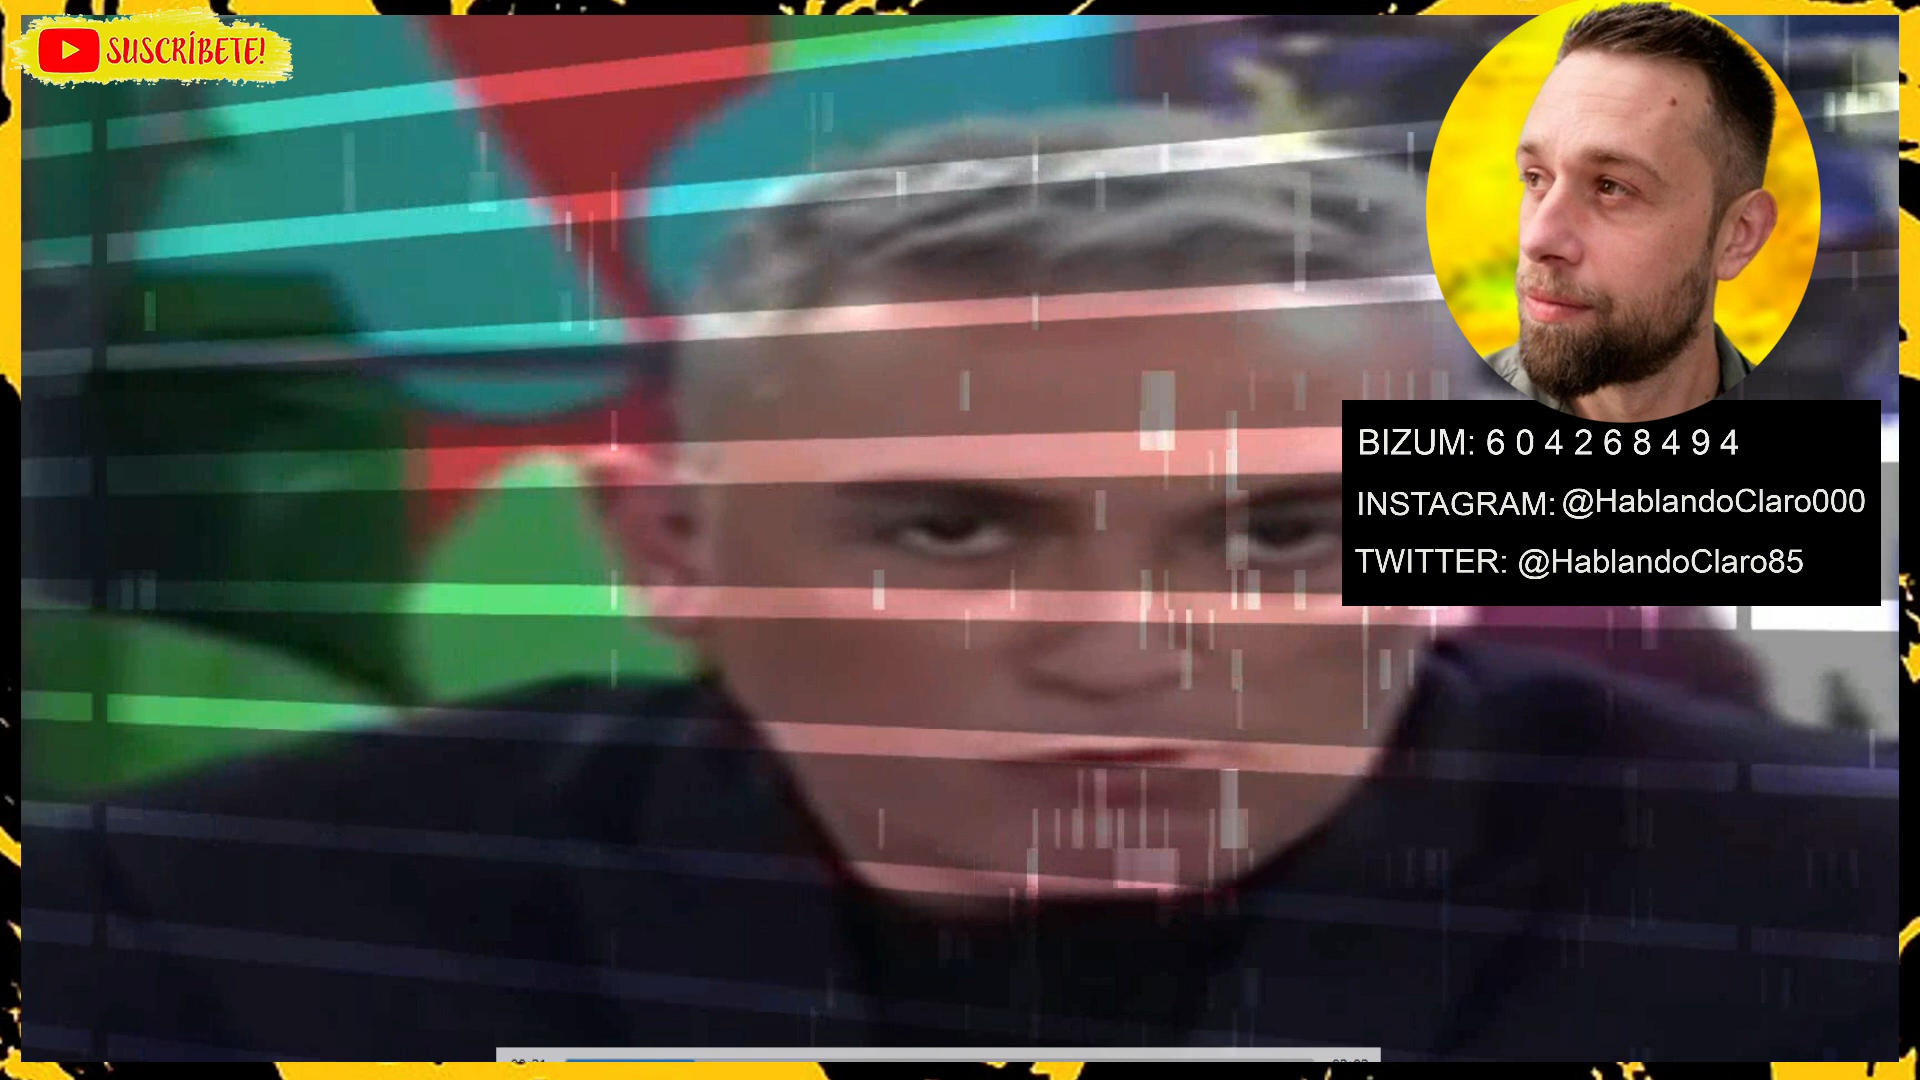 SUSCRÍBETE!
BIZUM: 6 0 4 2 6 8 4 9 4
INSTAGRAM: @HablandoClaro000
TWITTER: @HablandoClaro85